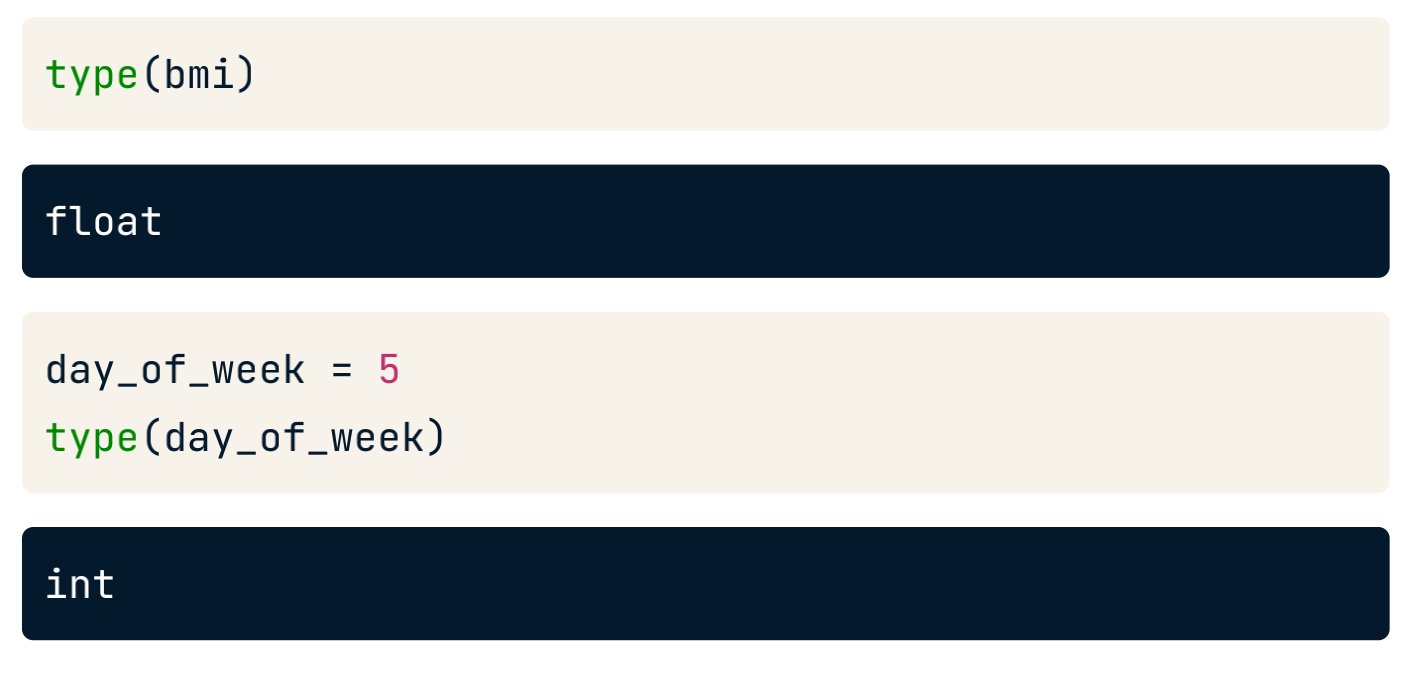 type(bmi)
float
day_of_week = 5
type(day_of_week)
int